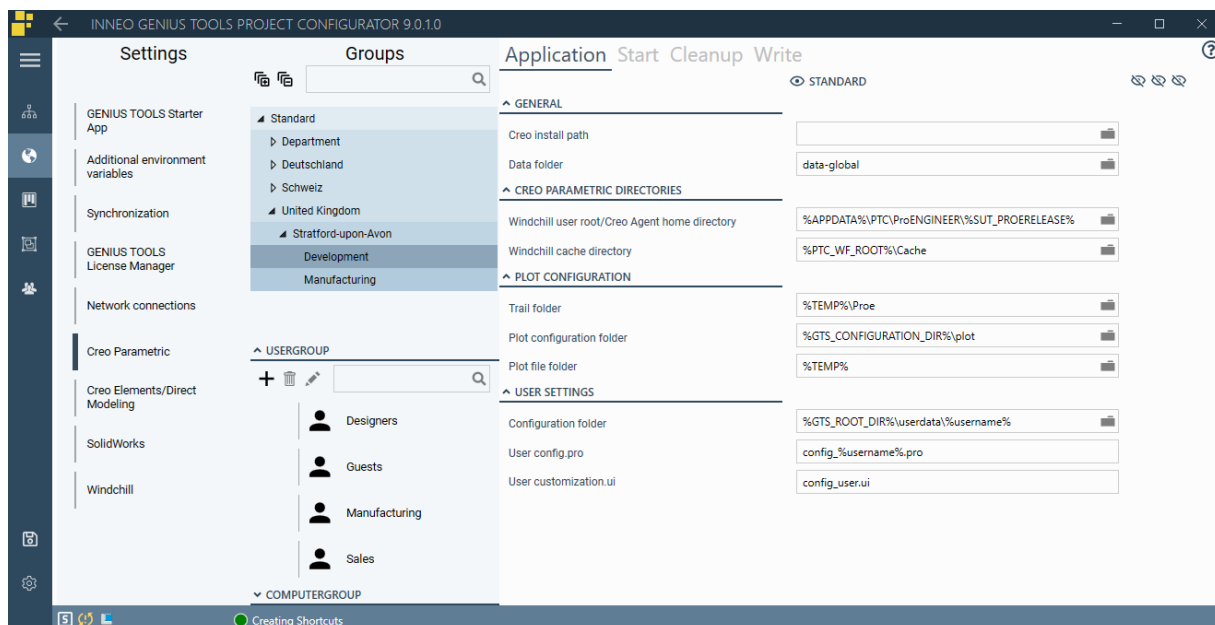 INNEO GENIUS TOOLS PROJECT CONFIGURATOR 9.0.1.0
Settings
GENIUS TOOLS Starter
App
Additional environment
variables
Synchronization
GENIUS TOOLS
License Manager
Network connections
Creo Parametric
Creo Elements/Direct
Modeling
SolidWorks
Windchill
Groups
Standard
Department
Deutschland
Schweiz
United Kingdom
Stratford-upon-Avon
Development
Manufacturing
USERGROUP
Designers
Guests
Manufacturing
Sales
COMPUTERGROUP
Application Start Cleanup Write
STANDARD
GENERAL
Creo install path
Data folder data-global
CREO PARAMETRIC DIRECTORIES
Windchill user root/Creo Agent home directory %APPDATA%\PTC\ProENGINEER\%SUT_PROERELEASE%
Windchill cache directory %PTC_WF_ROOT%\Cache
PLOT CONFIGURATION
Trail folder %TEMP%\Proe
Plot configuration folder %GTS_CONFIGURATION_DIR%\plot
Plot file folder %TEMP%
USER SETTINGS
Configuration folder %GTS_ROOT_DIR%\userdata\%username%
User config.pro config_%username%.pro
User customization.ui config_user.ui
Creating Shortcuts